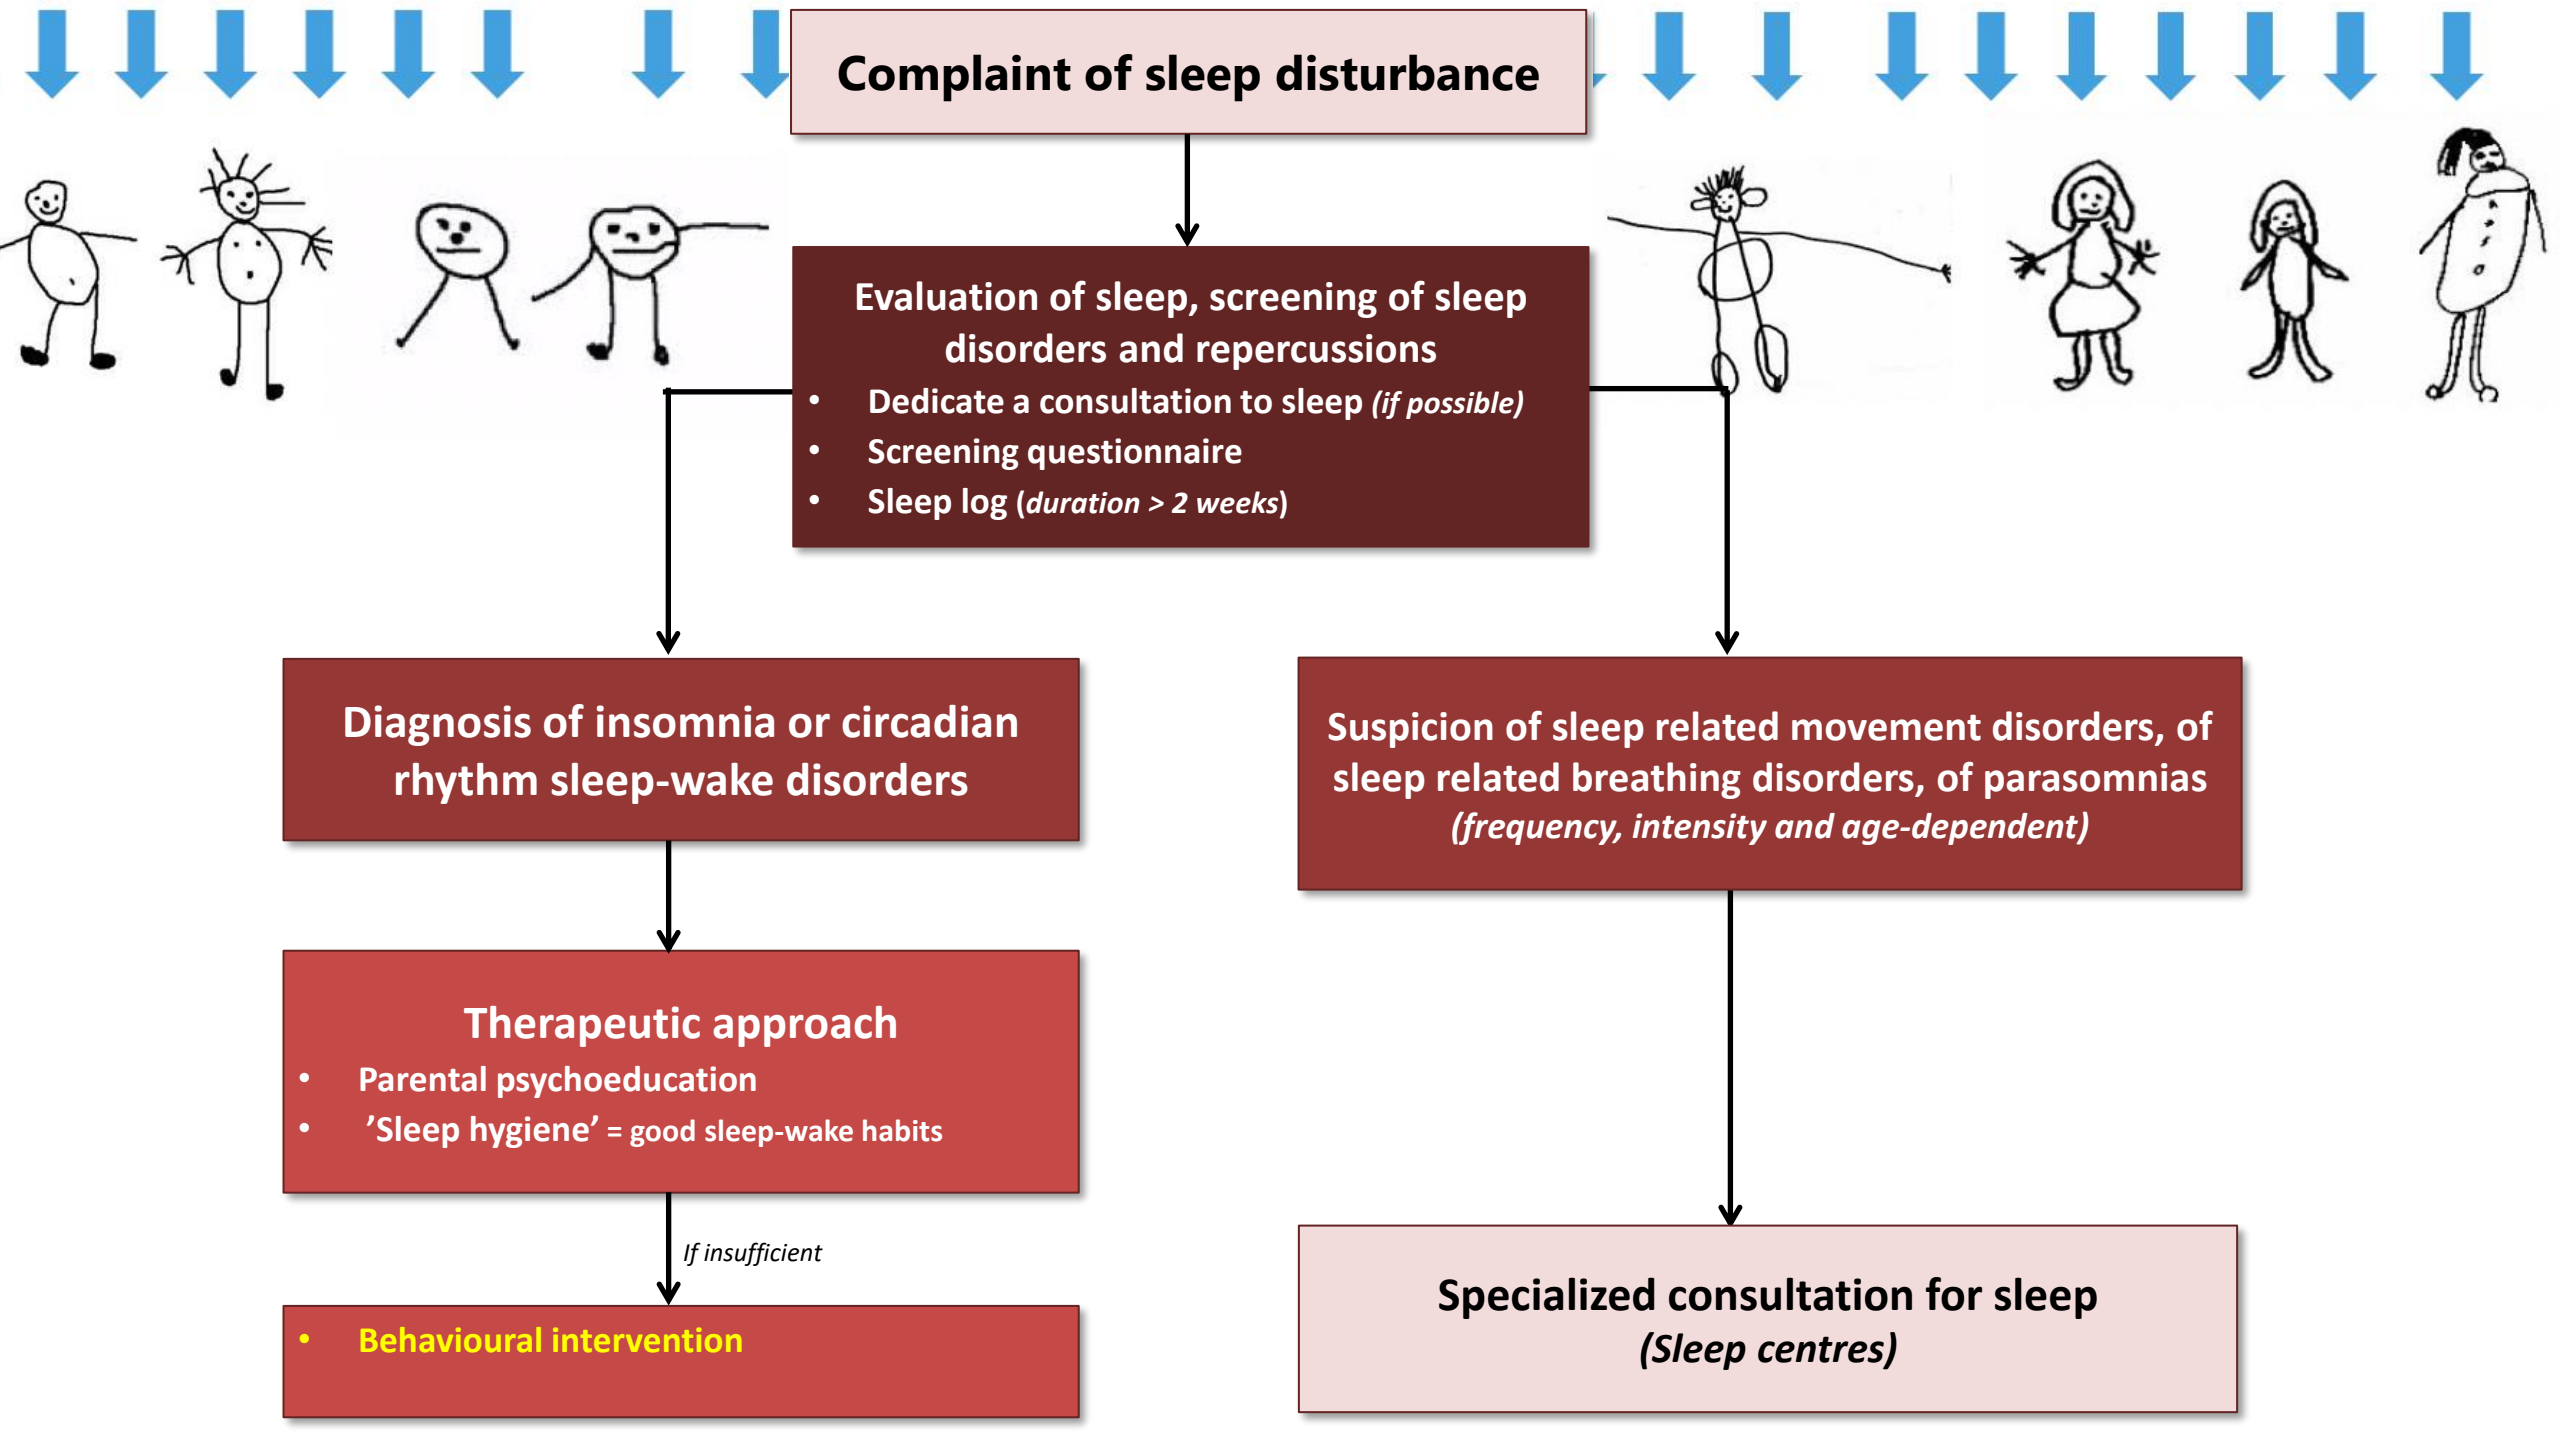 Complaint of sleep disturbance
Evaluation of sleep, screening of sleep
disorders and repercussions
• Dedicate a consultation to sleep (if possible)
• Screening questionnaire
• Sleep log (duration > 2 weeks)
Diagnosis of insomnia or circadian
rhythm sleep-wake disorders
Suspicion of sleep related movement disorders, of
sleep related breathing disorders, of parasomnias
(frequency, intensity and age-dependent)
Therapeutic approach
• Parental psychoeducation
• ’Sleep hygiene’ = good sleep-wake habits
If insufficient
• Behavioural intervention
Specialized consultation for sleep
(Sleep centres)